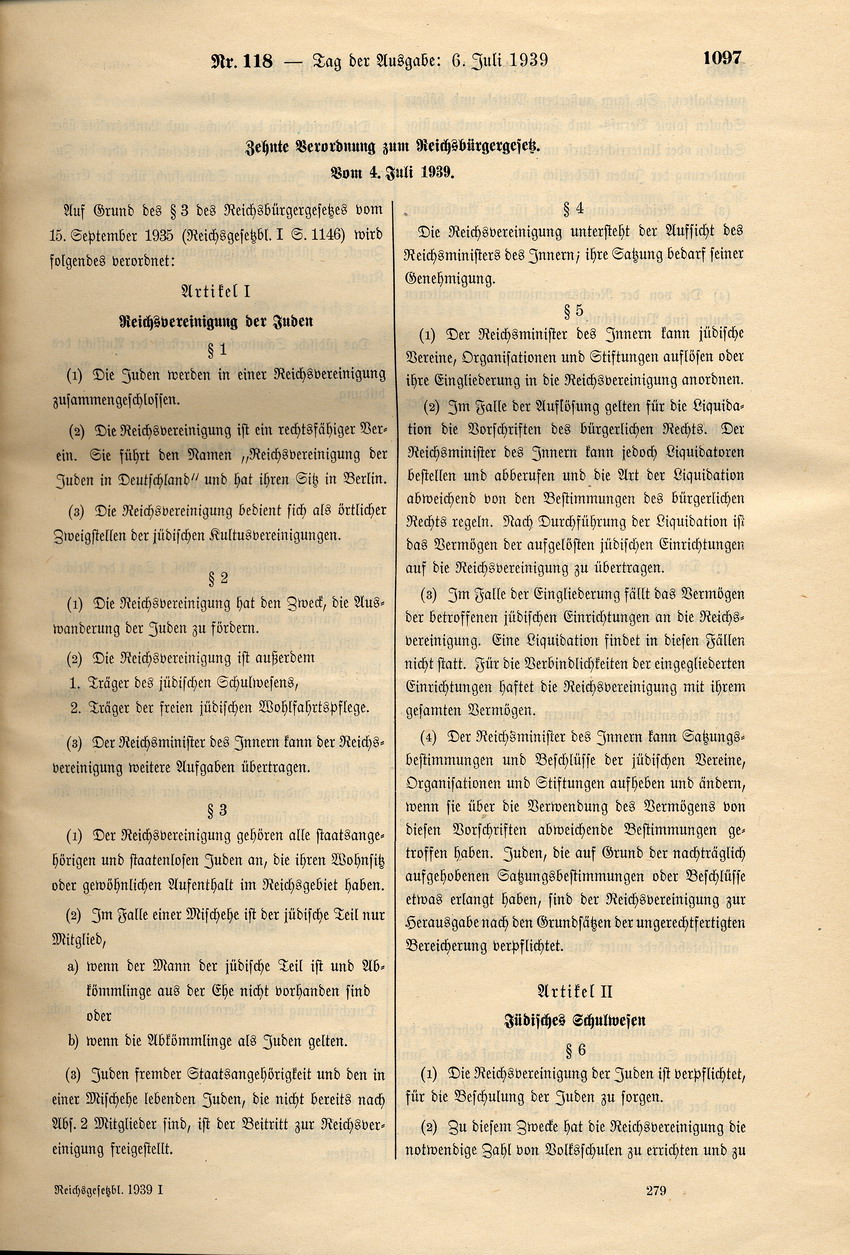 Nr. 118 — Tag der Ausgabe: 6. Juli 1939
1097
Zehnte Verordnung zum Reichsbürgergesetz.
Vom 4. Juli 1939.
Auf Grund des § 3 des Reichsbürgergesetzes vom
15. September 1935 (Reichsgesetzbl. I S. 1146) wird
folgendes verordnet:
Artikel I
Reichsvereinigung der Juden
§ 1
(1) Die Juden werden in einer Reichsvereinigung
zusammengeschlossen.
(2) Die Reichsvereinigung ist ein rechtsfähiger Ver-
ein. Sie führt den Namen „Reichsvereinigung der
Juden in Deutschland" und hat ihren Sitz in Berlin.
(3) Die Reichsvereinigung bedient sich als örtlicher
Zweigstellen der jüdischen Kultusvereinigungen.
§ 2
(1) Die Reichsvereinigung hat den Zweck, die Aus-
wanderung der Juden zu fördern.
(2) Die Reichsvereinigung ist außerdem
1. Träger des jüdischen Schulwesens,
2. Träger der freien jüdischen Wohlfahrtspflege.
(3) Der Reichsminister des Innern kann der Reichs-
vereinigung weitere Aufgaben übertragen.
§ 3
(1) Der Reichsvereinigung gehören alle staatsange-
hörigen und staatenlosen Juden an, die ihren Wohnsitz
oder gewöhnlichen Aufenthalt im Reichsgebiet haben.
(2) Im Falle einer Mischehe ist der jüdische Teil nur
Mitglied,
a) wenn der Mann der jüdische Teil ist und Ab-
kömmlinge aus der Ehe nicht vorhanden sind
oder
b) wenn die Abkömmlinge als Juden gelten.
(3) Juden fremder Staatsangehörigkeit und den in
einer Mischehe lebenden Juden, die nicht bereits nach
Abs. 2 Mitglieder sind, ist der Beitritt zur Reichsver-
einigung freigestellt.
§ 4
Die Reichsvereinigung untersteht der Aufsicht des
Reichsministers des Innern; ihre Satzung bedarf seiner
Genehmigung.
§ 5
(1) Der Reichsminister des Innern kann jüdische
Vereine, Organisationen und Stiftungen auflösen oder
ihre Eingliederung in die Reichsvereinigung anordnen.
(2) Im Falle der Auflösung gelten für die Liquida-
tion die Vorschriften des bürgerlichen Rechts. Der
Reichsminister des Innern kann jedoch Liquidatoren
bestellen und abberufen und die Art der Liquidation
abweichend von den Bestimmungen des bürgerlichen
Rechts regeln. Nach Durchführung der Liquidation ist
das Vermögen der aufgelösten jüdischen Einrichtungen
auf die Reichsvereinigung zu übertragen.
(3) Im Falle der Eingliederung fällt das Vermögen
der betroffenen jüdischen Einrichtungen an die Reichs-
vereinigung. Eine Liquidation findet in diesen Fällen
nicht statt. Für die Verbindlichkeiten der eingegliederten
Einrichtungen haftet die Reichsvereinigung mit ihrem
gesamten Vermögen.
(4) Der Reichsminister des Innern kann Satzungs-
bestimmungen und Beschlüsse der jüdischen Vereine,
Organisationen und Stiftungen aufheben und ändern,
wenn sie über die Verwendung des Vermögens von
diesen Vorschriften abweichende Bestimmungen ge-
troffen haben. Juden, die auf Grund der nachträglich
aufgehobenen Satzungsbestimmungen oder Beschlüsse
etwas erlangt haben, sind der Reichsvereinigung zur
Herausgabe nach den Grundsätzen der ungerechtfertigten
Bereicherung verpflichtet.
Artikel II
Jüdisches Schulwesen
§ 6
(1) Die Reichsvereinigung der Juden ist verpflichtet,
für die Beschulung der Juden zu sorgen.
(2) Zu diesem Zwecke hat die Reichsvereinigung die
notwendige Zahl von Volksschulen zu errichten und zu
Reichsgesetzbl. 1939 I
279